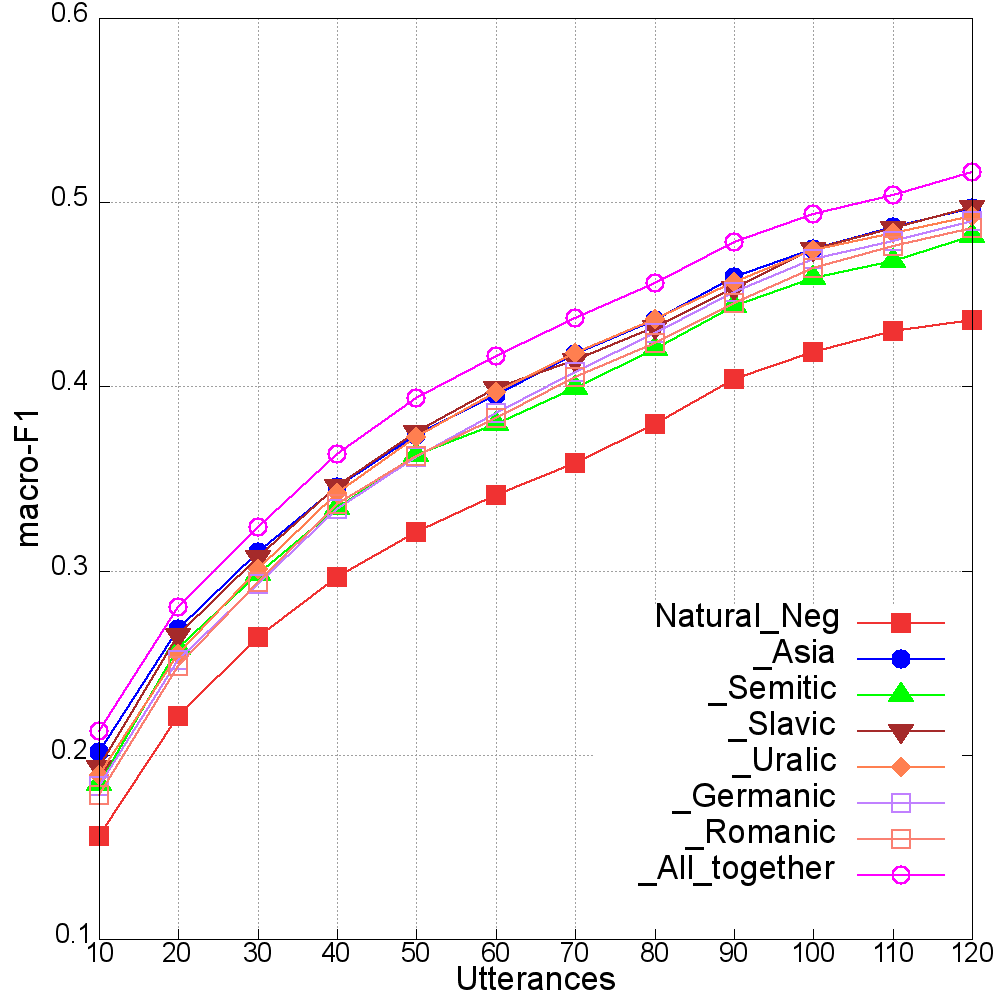 0.6
0.5
0.4
0.3
0.2
0.1
macro-F1
Natural_Neg
_Asia
_Semitic
_Slavic
_Uralic
_Germanic
_Romanic
_All_together
10 20 30 40 50 60 70 80 90 100 110 120
Utterances